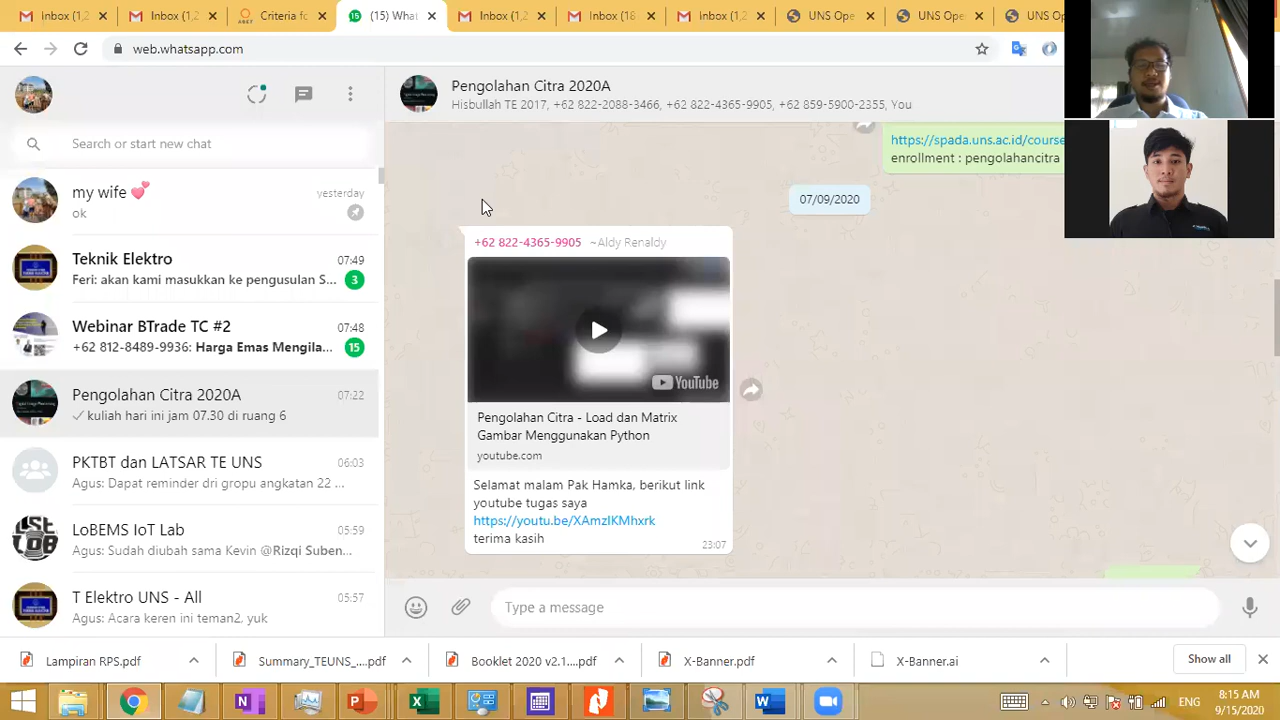 Inbox (1,2
Inbox (1,2
Criteria fo
(15) Wha
Inbox (1,2
Inbox (18
Inbox (1,2
UNS Ope
UNS Ope
UNS Op
web.whatsapp.com
Pengolahan Citra 2020A
Hisbullah TE 2017, +62 822-2088-3466, +62 822-4365-9905, You
Search or start new chat
my wife 💕
yesterday
ok
Teknik Elektro
07:49
Feri: akan kami masukkan ke pengusulan S...
3
Webinar BTrade TC #2
07:48
+62 812-8489-9936: Harga Emas Mengila...
15
Pengolahan Citra 2020A
07:22
kuliah hari ini jam 07.30 di ruang 6
PKTBT dan LATSAR TE UNS
06:03
Agus: Dapat reminder dri gropu angkatan 22 ...
LoBEMS IoT Lab
05:59
Agus: Sudah diubah sama Kevin @Rizqi Suben...
T Elektro UNS - All
05:57
Agus: Acara keren ini teman2, yuk
https://spada.uns.ac.id/course
enrollment : pengolahancitra
07/09/2020
+62 822-4365-9905 ~Aldy Renaldy
YouTube
Pengolahan Citra - Load dan Matrix
Gambar Menggunakan Python
youtube.com
Selamat malam Pak Hamka, berikut link
youtube tugas saya
https://youtu.be/XAmzIKMhxrk
terima kasih
23:07
Type a message
Lampiran RPS.pdf
Summary_TEUNS_....pdf
Booklet 2020 v2.1....pdf
X-Banner.pdf
X-Banner.ai
Show all
ENG
8:15 AM
9/15/2020